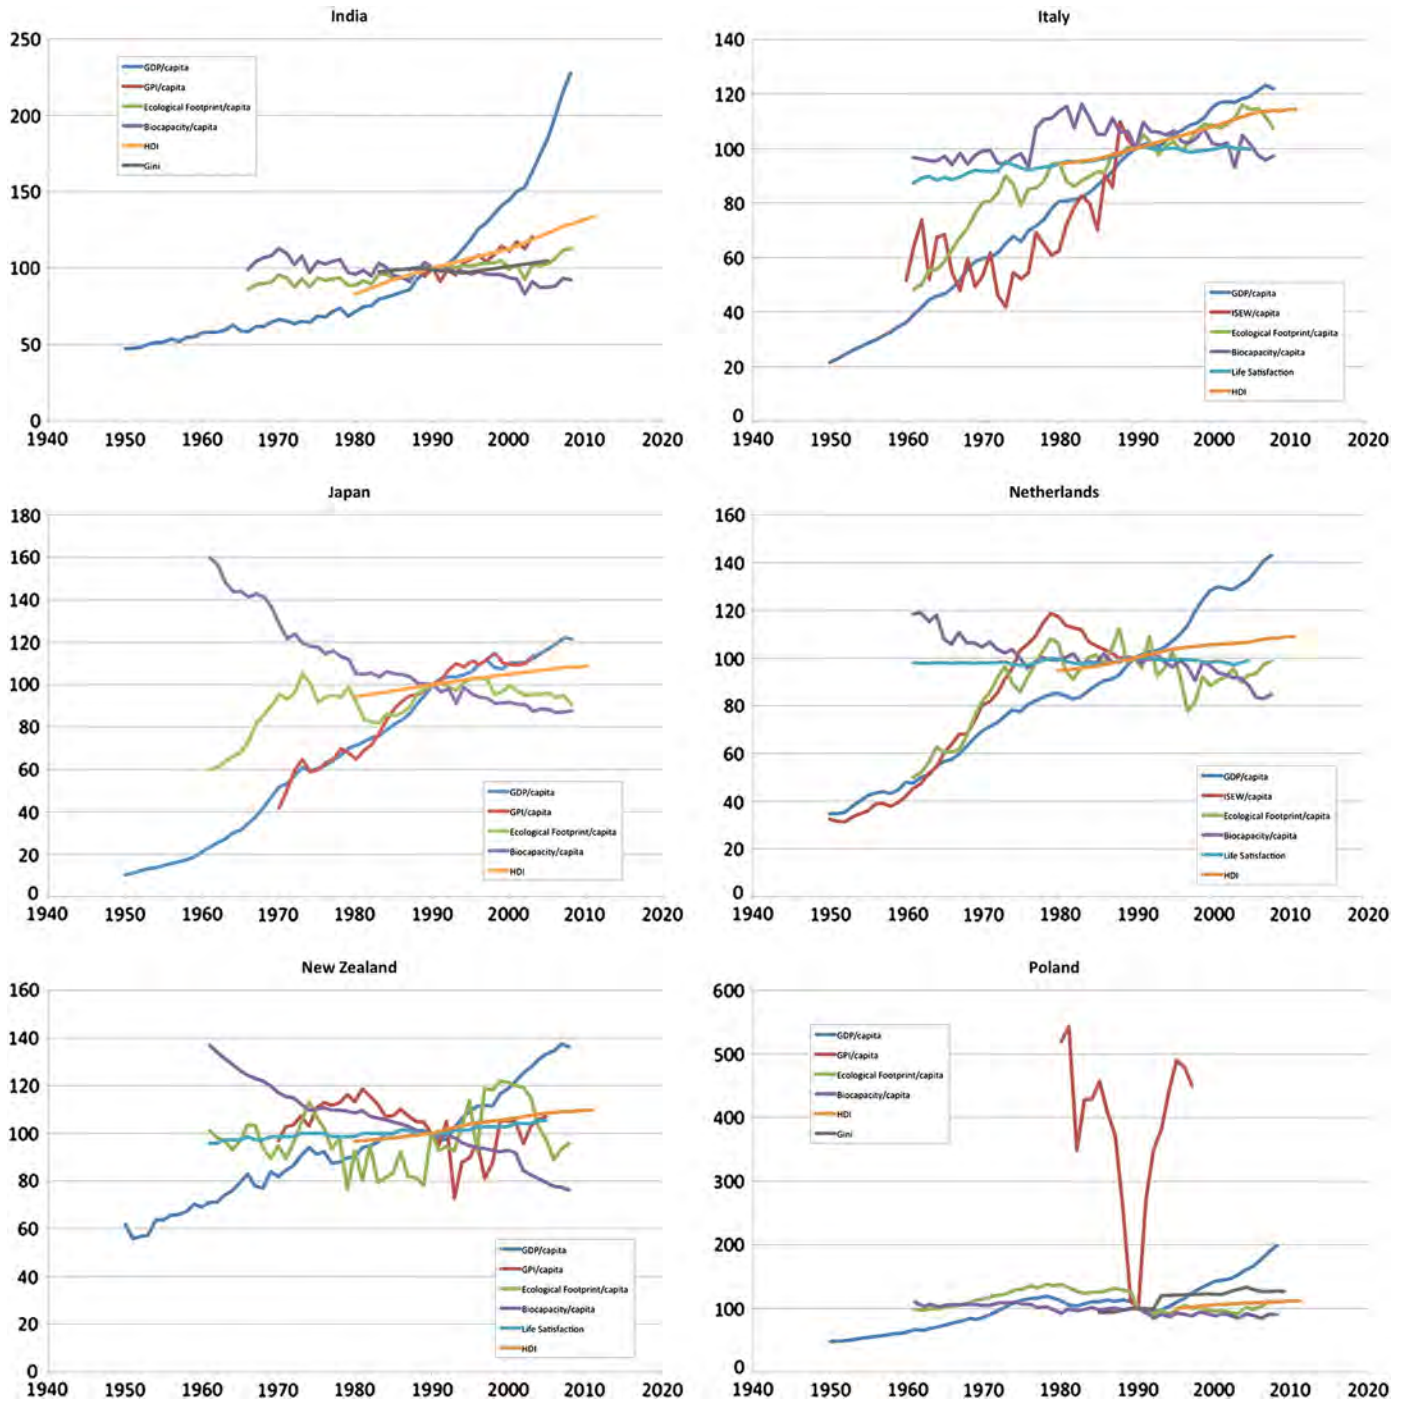 India
250
200
150
100
50
0
GDP/capita
GPI/capita
Ecological Footprint/capita
Biocapacity/capita
HDI
Gini
1940 1950 1960 1970 1980 1990 2000 2010 2020
Italy
140
120
100
80
60
40
20
0
GDP/capita
ISEW/capita
Ecological Footprint/capita
Biocapacity/capita
Life Satisfaction
HDI
1940 1950 1960 1970 1980 1990 2000 2010 2020
Japan
180
160
140
120
100
80
60
40
20
0
GDP/capita
GPI/capita
Ecological Footprint/capita
Biocapacity/capita
HDI
1940 1950 1960 1970 1980 1990 2000 2010 2020
Netherlands
160
140
120
100
80
60
40
20
0
GDP/capita
ISEW/capita
Ecological Footprint/capita
Biocapacity/capita
Life Satisfaction
HDI
1940 1950 1960 1970 1980 1990 2000 2010 2020
New Zealand
160
140
120
100
80
60
40
20
0
GDP/capita
GPI/capita
Ecological Footprint/capita
Biocapacity/capita
Life Satisfaction
HDI
1940 1950 1960 1970 1980 1990 2000 2010 2020
Poland
600
500
400
300
200
100
0
GDP/capita
GPI/capita
Ecological Footprint/capita
Biocapacity/capita
HDI
Gini
1940 1950 1960 1970 1980 1990 2000 2010 2020